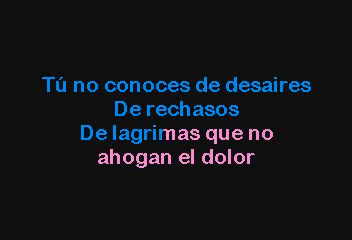 Tú no conoces de desaires
De rechasos
De lagrimas que no
ahogan el dolor